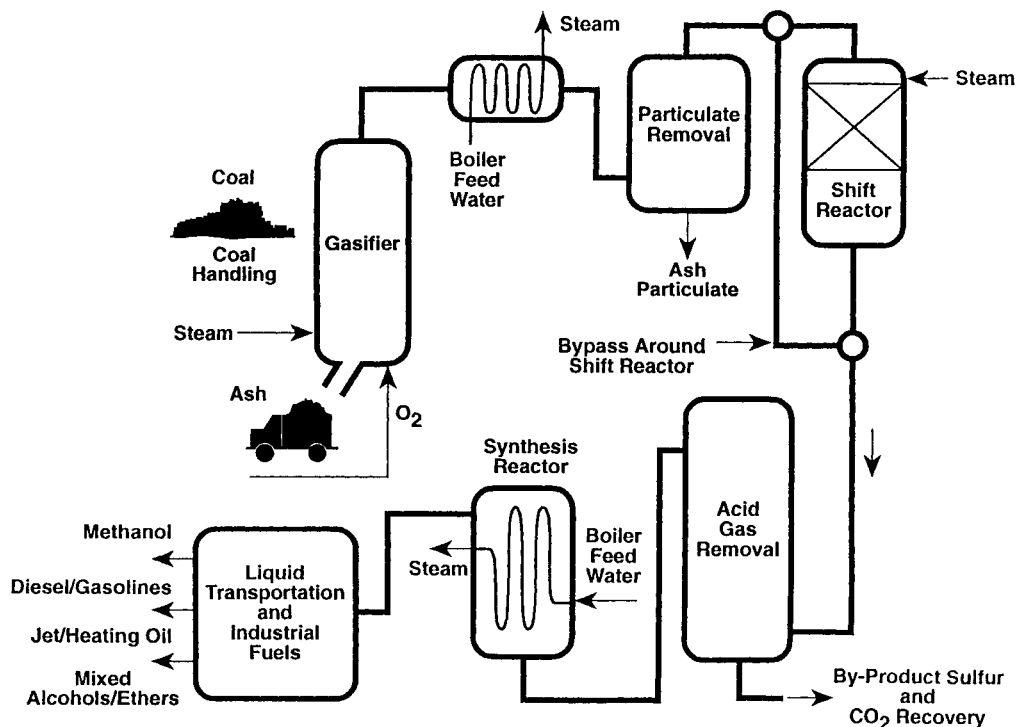 Steam
Boiler
Feed
Water
Particulate
Removal
Ash
Particulate
Steam
Shift
Reactor
Bypass Around
Shift Reactor
Coal
Coal
Handling
Gasifier
Steam
Ash
O2
Acid
Gas
Removal
By-Product Sulfur
and
CO2 Recovery
Synthesis
Reactor
Boiler
Feed
Water
Steam
Liquid
Transportation
and
Industrial
Fuels
Methanol
Diesel/Gasolines
Jet/Heating Oil
Mixed
Alcohols/Ethers